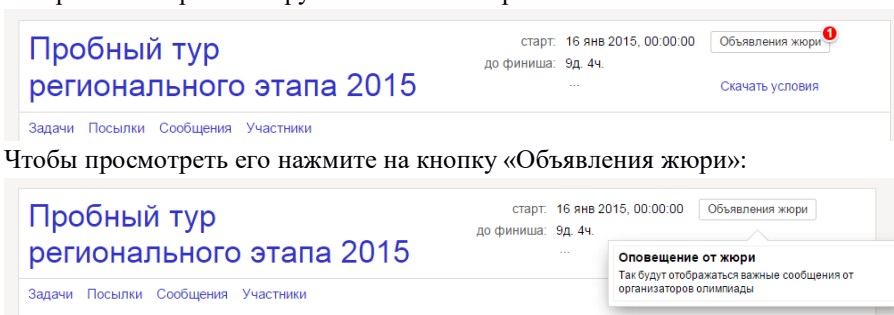 Пробный тур
регионального этапа 2015
старт: 16 янв 2015, 00:00:00
до финиша: 9д. 4ч.
...
Объявления жюри
1
Скачать условия
Задачи Посылки Сообщения Участники
Чтобы просмотреть его нажмите на кнопку «Объявления жюри»:
Пробный тур
регионального этапа 2015
старт: 16 янв 2015, 00:00:00
до финиша: 9д. 4ч.
...
Объявления жюри
Оповещение от жюри
Так будут отображаться важные сообщения от
организаторов олимпиады
Задачи Посылки Сообщения Участники